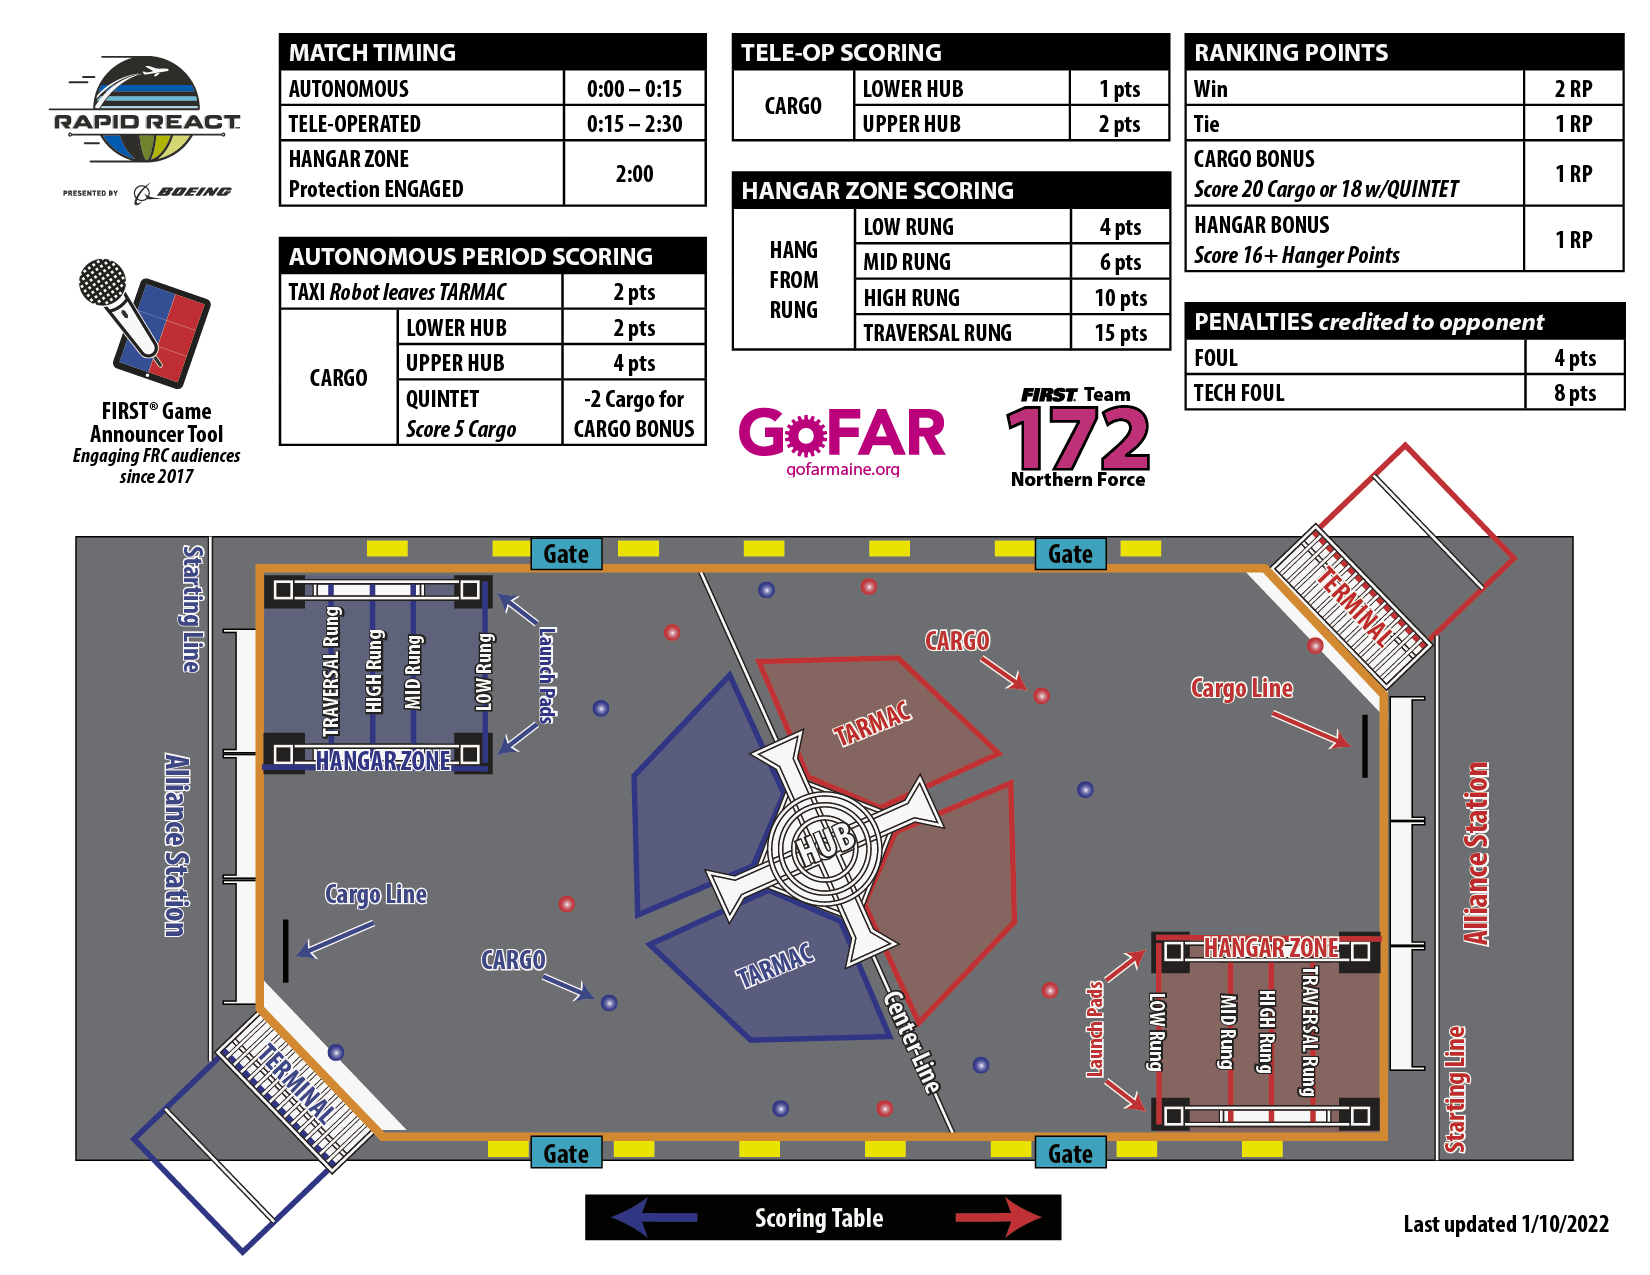 RAPID REACT
PRESENTED BY BOEING
FIRST® Game
Announcer Tool
Engaging FRC audiences
since 2017
MATCH TIMING
AUTONOMOUS 0:00 – 0:15
TELE-OPERATED 0:15 – 2:30
HANGAR ZONE
Protection ENGAGED
2:00
AUTONOMOUS PERIOD SCORING
TAXI Robot leaves TARMAC 2 pts
CARGO
LOWER HUB 2 pts
UPPER HUB 4 pts
QUINTET
Score 5 Cargo
-2 Cargo for
CARGO BONUS
TELE-OP SCORING
CARGO
LOWER HUB 1 pts
UPPER HUB 2 pts
HANGAR ZONE SCORING
HANG
FROM
RUNG
LOW RUNG 4 pts
MID RUNG 6 pts
HIGH RUNG 10 pts
TRAVERSAL RUNG 15 pts
GOFAR
gofarmaine.org
FIRST Team
172
Northern Force
RANKING POINTS
Win 2 RP
Tie 1 RP
CARGO BONUS
Score 20 Cargo or 18 w/QUINTET
1 RP
HANGAR BONUS
Score 16+ Hanger Points
1 RP
PENALTIES credited to opponent
FOUL 4 pts
TECH FOUL 8 pts
Gate
Gate
Starting Line
TRAVERSAL Rung
HIGH Rung
MID Rung
LOW Rung
Launch Pads
HANGAR ZONE
Alliance Station
Cargo Line
CARGO
TERMINAL
TARMAC
HUB
TARMAC
Center-Line
CARGO
Cargo Line
TERMINAL
Alliance Station
HANGAR ZONE
Launch Pads
LOW Rung
MID Rung
HIGH Rung
TRAVERSAL Rung
Starting Line
Gate
Gate
Scoring Table
Last updated 1/10/2022